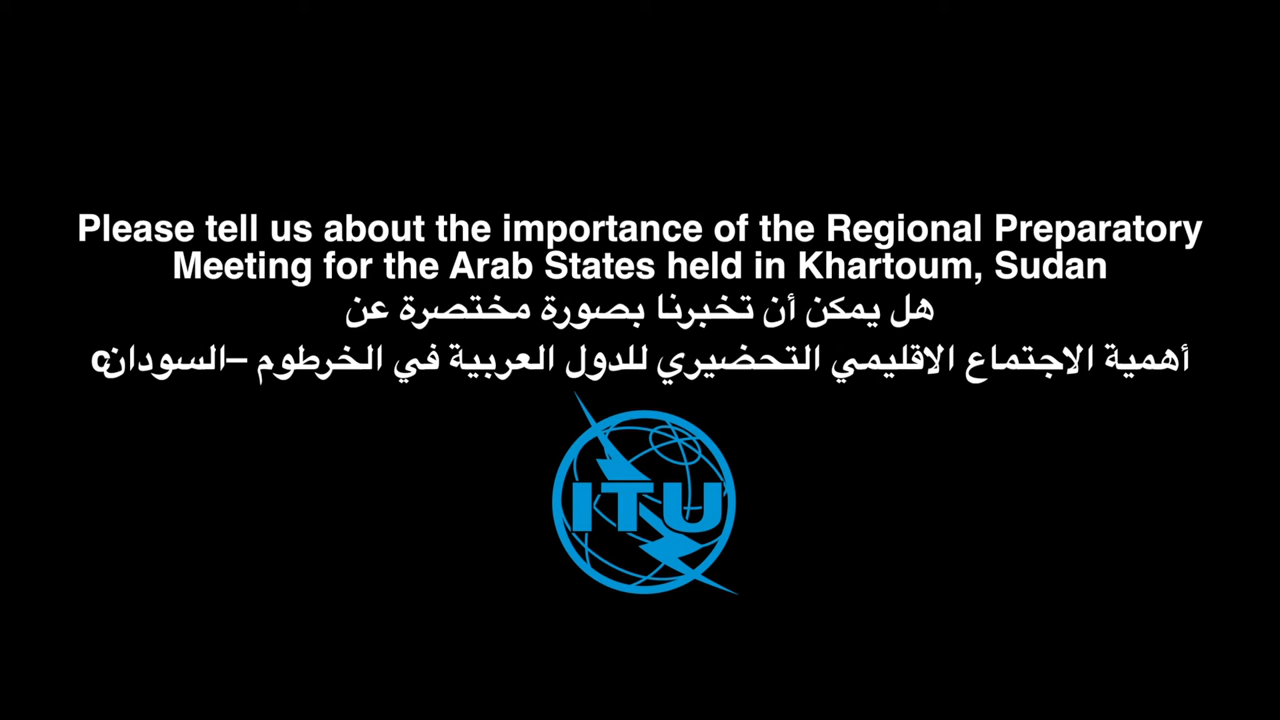 Please tell us about the importance of the Regional Preparatory
Meeting for the Arab States held in Khartoum, Sudan
هل يمكن أن تخبرنا بصورة مختصرة عن
أهمية الاجتماع الاقليمي التحضيري للدول العربية في الخرطوم –السودانc
ITU